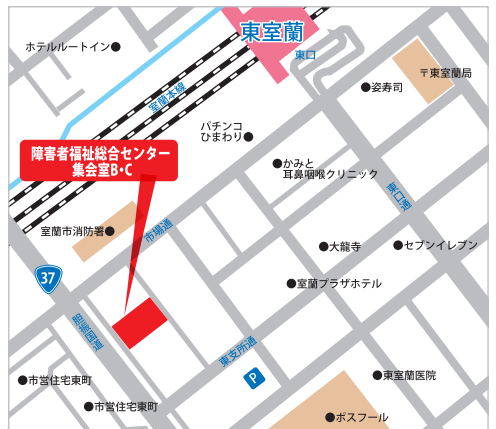 東室蘭
東口
ホテルルートイン
〒東室蘭局
姿寿司
室蘭本線
パチンコ
ひまわり
障害者福祉総合センター
集会室B・C
かみと
耳鼻咽喉クリニック
東口通
室蘭市消防署
市場通
大龍寺
セブンイレブン
37
室蘭プラザホテル
胆振国道
東支所通
P
市営住宅東町
東室蘭医院
市営住宅東町
ポスフール